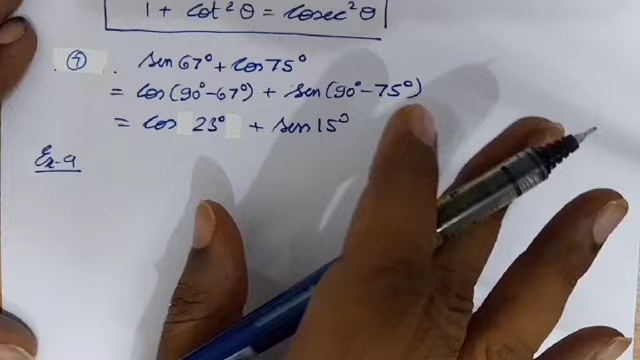 1 + cot²θ = cosec²θ
⑦. sin 67° + cos 75°
= cos (90° - 67°) + sin (90° - 75°)
= cos 23° + sin 15°
Ex-9